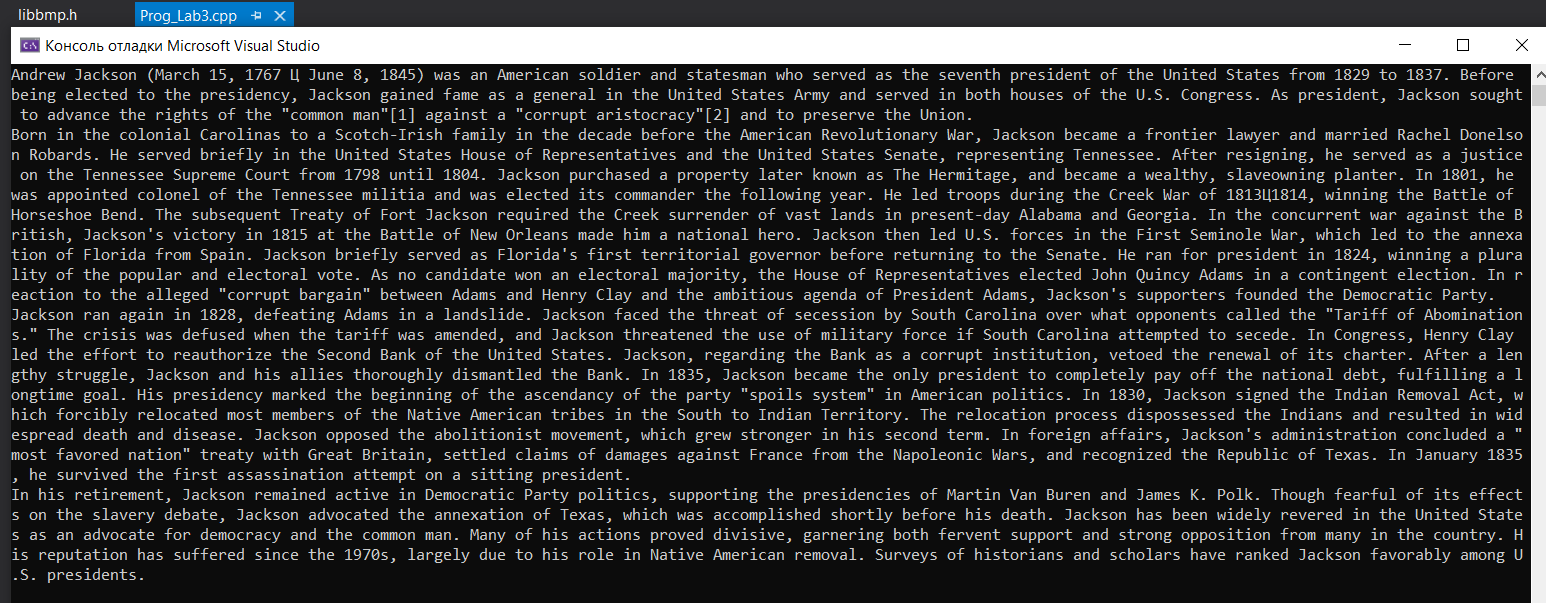 libbmp.h
Prog_Lab3.cpp
Консоль отладки Microsoft Visual Studio
Andrew Jackson (March 15, 1767 Ц June 8, 1845) was an American soldier and statesman who served as the seventh president of the United States from 1829 to 1837. Before
being elected to the presidency, Jackson gained fame as a general in the United States Army and served in both houses of the U.S. Congress. As president, Jackson sought
to advance the rights of the "common man"[1] against a "corrupt aristocracy"[2] and to preserve the Union.
Born in the colonial Carolinas to a Scotch-Irish family in the decade before the American Revolutionary War, Jackson became a frontier lawyer and married Rachel Donelso
n Robards. He served briefly in the United States House of Representatives and the United States Senate, representing Tennessee. After resigning, he served as a justice
on the Tennessee Supreme Court from 1798 until 1804. Jackson purchased a property later known as The Hermitage, and became a wealthy, slaveowning planter. In 1801, he
was appointed colonel of the Tennessee militia and was elected its commander the following year. He led troops during the Creek War of 1813Ц1814, winning the Battle of
Horseshoe Bend. The subsequent Treaty of Fort Jackson required the Creek surrender of vast lands in present-day Alabama and Georgia. In the concurrent war against the B
ritish, Jackson's victory in 1815 at the Battle of New Orleans made him a national hero. Jackson then led U.S. forces in the First Seminole War, which led to the annexa
tion of Florida from Spain. Jackson briefly served as Florida's first territorial governor before returning to the Senate. He ran for president in 1824, winning a plura
lity of the popular and electoral vote. As no candidate won an electoral majority, the House of Representatives elected John Quincy Adams in a contingent election. In r
eaction to the alleged "corrupt bargain" between Adams and Henry Clay and the ambitious agenda of President Adams, Jackson's supporters founded the Democratic Party.
Jackson ran again in 1828, defeating Adams in a landslide. Jackson faced the threat of secession by South Carolina over what opponents called the "Tariff of Abomination
s." The crisis was defused when the tariff was amended, and Jackson threatened the use of military force if South Carolina attempted to secede. In Congress, Henry Clay
led the effort to reauthorize the Second Bank of the United States. Jackson, regarding the Bank as a corrupt institution, vetoed the renewal of its charter. After a len
gthy struggle, Jackson and his allies thoroughly dismantled the Bank. In 1835, Jackson became the only president to completely pay off the national debt, fulfilling a l
ongtime goal. His presidency marked the beginning of the ascendancy of the party "spoils system" in American politics. In 1830, Jackson signed the Indian Removal Act, w
hich forcibly relocated most members of the Native American tribes in the South to Indian Territory. The relocation process dispossessed the Indians and resulted in wid
espread death and disease. Jackson opposed the abolitionist movement, which grew stronger in his second term. In foreign affairs, Jackson's administration concluded a "
most favored nation" treaty with Great Britain, settled claims of damages against France from the Napoleonic Wars, and recognized the Republic of Texas. In January 1835
, he survived the first assassination attempt on a sitting president.
In his retirement, Jackson remained active in Democratic Party politics, supporting the presidencies of Martin Van Buren and James K. Polk. Though fearful of its effect
s on the slavery debate, Jackson advocated the annexation of Texas, which was accomplished shortly before his death. Jackson has been widely revered in the United State
s as an advocate for democracy and the common man. Many of his actions proved divisive, garnering both fervent support and strong opposition from many in the country. H
is reputation has suffered since the 1970s, largely due to his role in Native American removal. Surveys of historians and scholars have ranked Jackson favorably among U
.S. presidents.